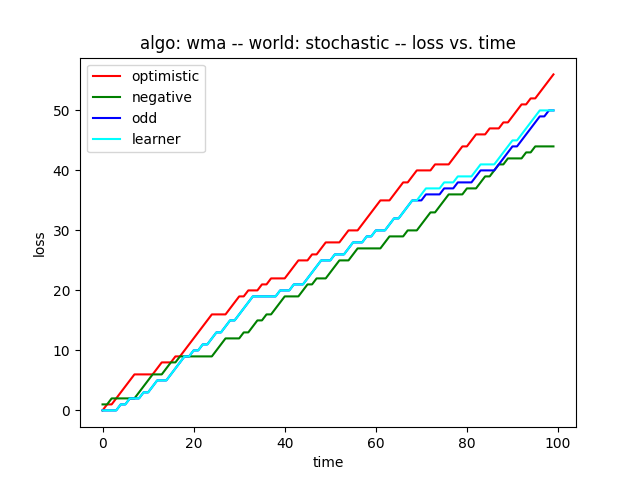 algo: wma -- world: stochastic -- loss vs. time
optimistic
negative
odd
learner
loss
50
40
30
20
10
0
0 20 40 60 80 100
time